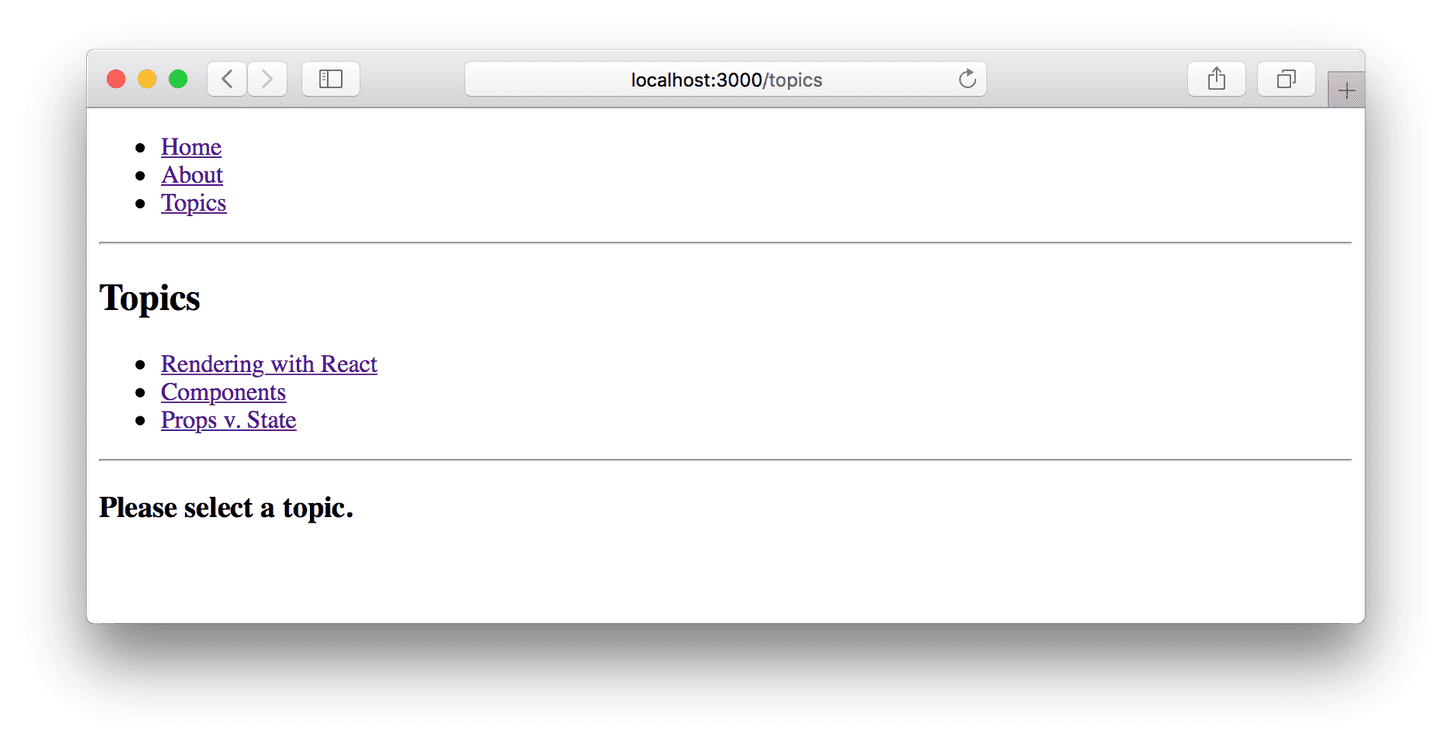 localhost:3000/topics
Home
About
Topics
Topics
Rendering with React
Components
Props v. State
Please select a topic.